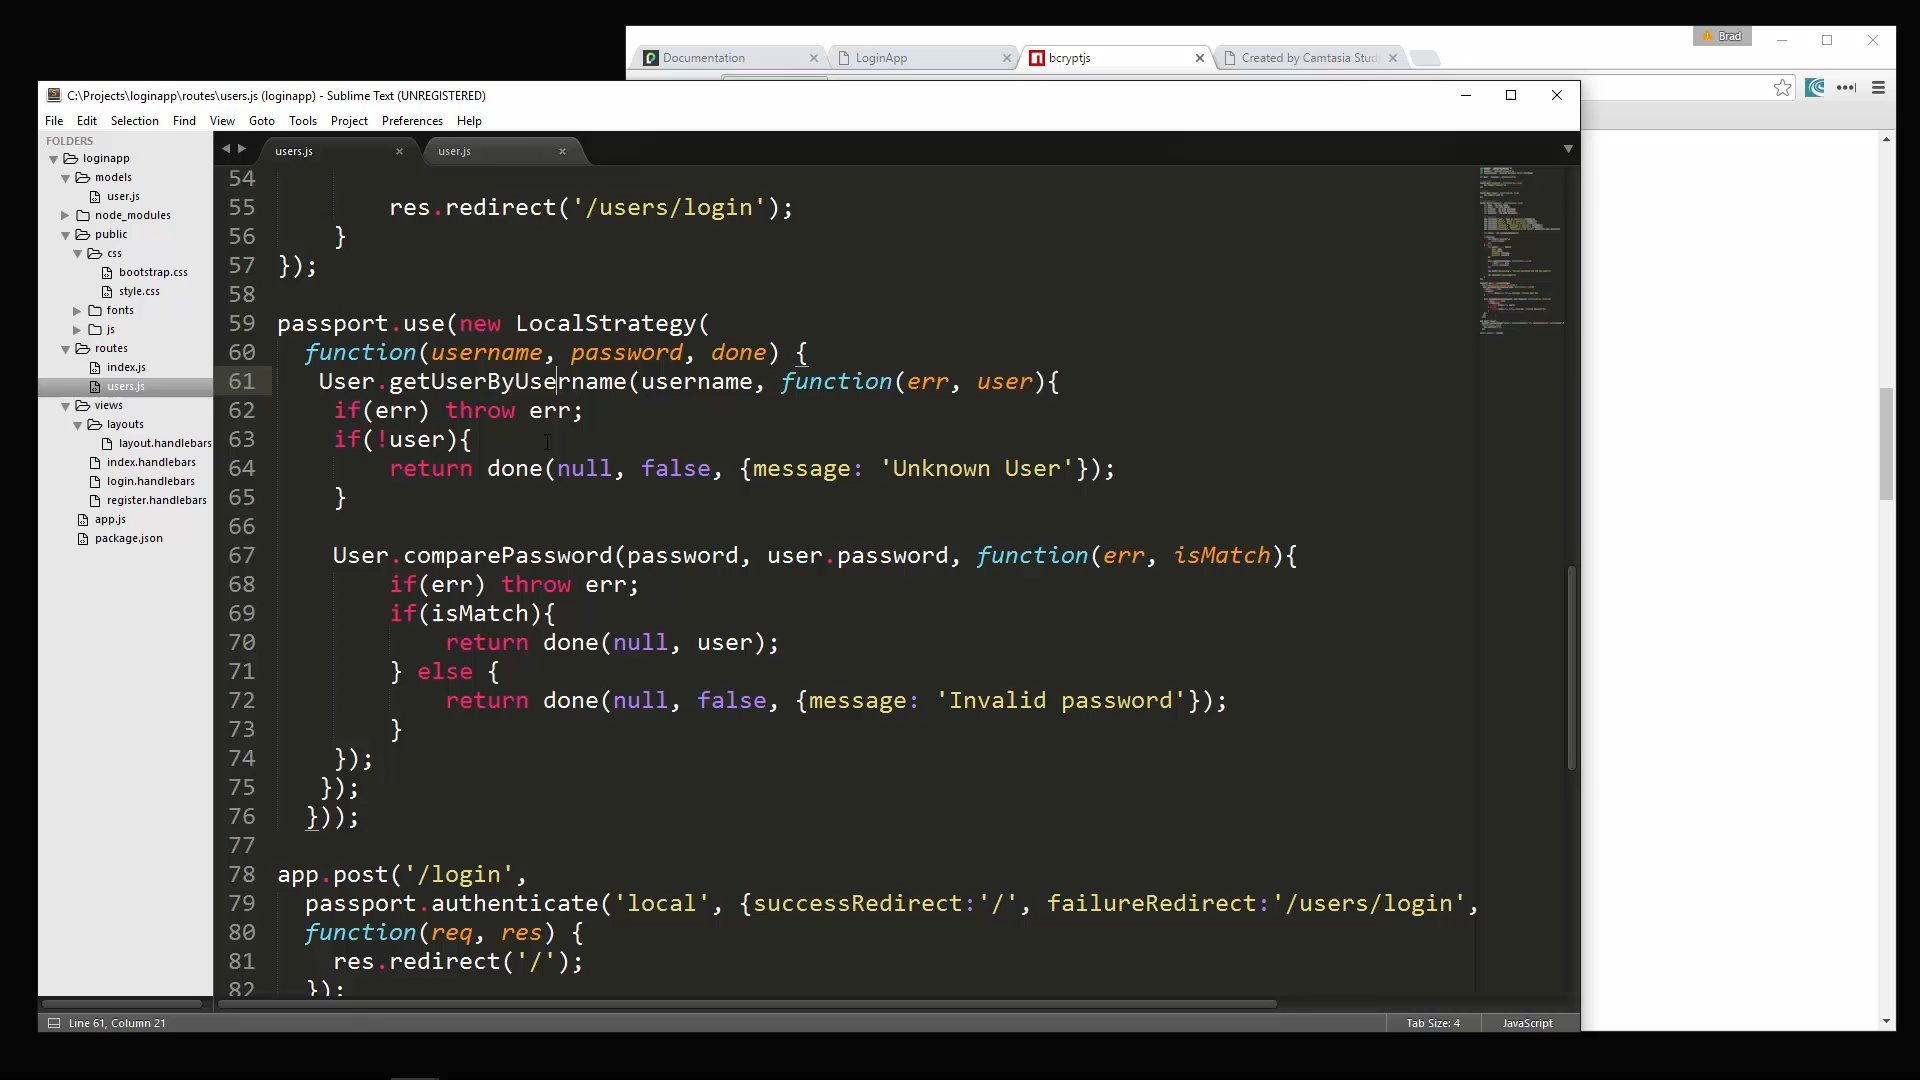 Brad
Documentation
LoginApp
bcryptjs
Created by Camtasia Stud
C:\Projects\loginapp\routes\users.js (loginapp) - Sublime Text (UNREGISTERED)
File Edit Selection Find View Goto Tools Project Preferences Help
FOLDERS
loginapp
models
user.js
node_modules
public
css
bootstrap.css
style.css
fonts
js
routes
index.js
users.js
views
layouts
layout.handlebars
index.handlebars
login.handlebars
register.handlebars
app.js
package.json
users.js
user.js
54
55 res.redirect('/users/login');
56 }
57 });
58
59 passport.use(new LocalStrategy(
60 function(username, password, done) {
61 User.getUserByUsername(username, function(err, user){
62 if(err) throw err;
63 if(!user){
64 return done(null, false, {message: 'Unknown User'});
65 }
66
67 User.comparePassword(password, user.password, function(err, isMatch){
68 if(err) throw err;
69 if(isMatch){
70 return done(null, user);
71 } else {
72 return done(null, false, {message: 'Invalid password'});
73 }
74 });
75 });
76 }));
77
78 app.post('/login',
79 passport.authenticate('local', {successRedirect:'/', failureRedirect:'/users/login',
80 function(req, res) {
81 res.redirect('/');
82 });
Line 61, Column 21
Tab Size: 4
JavaScript